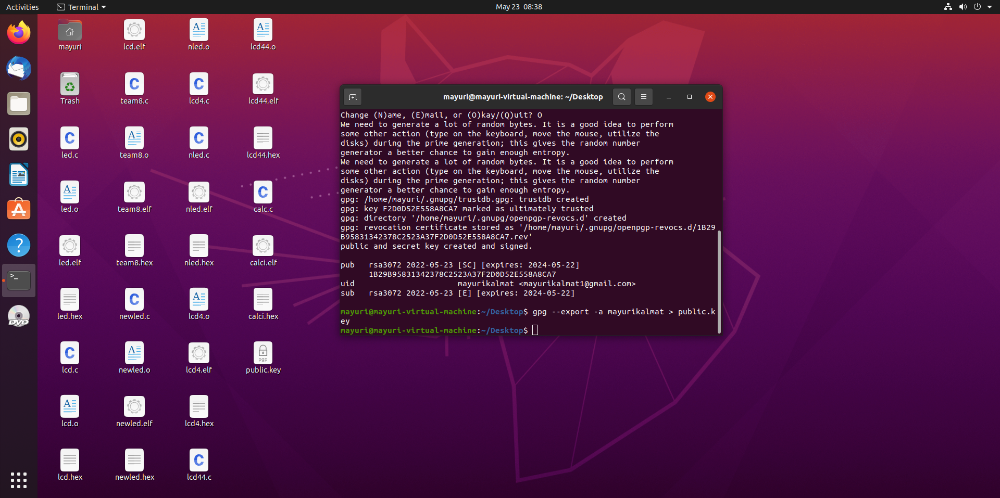 Activities
Terminal
May 23 08:38
mayuri
lcd.elf
nled.o
lcd44.o
Trash
team8.c
lcd4.c
lcd44.elf
led.c
team8.o
nled.c
lcd44.hex
led.o
team8.elf
nled.elf
calc.c
led.elf
team8.hex
nled.hex
calci.elf
led.hex
newled.c
lcd4.o
calci.hex
lcd.c
newled.o
lcd4.elf
pgp
public.key
lcd.o
newled.elf
lcd4.hex
lcd.hex
newled.hex
lcd44.c
DVD
mayuri@mayuri-virtual-machine: ~/Desktop
Change (N)ame, (E)mail, or (O)kay/(Q)uit? O
We need to generate a lot of random bytes. It is a good idea to perform
some other action (type on the keyboard, move the mouse, utilize the
disks) during the prime generation; this gives the random number
generator a better chance to gain enough entropy.
We need to generate a lot of random bytes. It is a good idea to perform
some other action (type on the keyboard, move the mouse, utilize the
disks) during the prime generation; this gives the random number
generator a better chance to gain enough entropy.
gpg: /home/mayuri/.gnupg/trustdb.gpg: trustdb created
gpg: key F2D0D52E558A8CA7 marked as ultimately trusted
gpg: directory '/home/mayuri/.gnupg/openpgp-revocs.d' created
gpg: revocation certificate stored as '/home/mayuri/.gnupg/openpgp-revocs.d/1B29
B95831342378C2523A37F2D0D52E558A8CA7.rev'
public and secret key created and signed.
pub   rsa3072 2022-05-23 [SC] [expires: 2024-05-22]
1B29B95831342378C2523A37F2D0D52E558A8CA7
uid                      mayurikalmat <mayurikalmat1@gmail.com>
sub   rsa3072 2022-05-23 [E] [expires: 2024-05-22]
mayuri@mayuri-virtual-machine:~/Desktop$ gpg --export -a mayurikalmat > public.k
ey
mayuri@mayuri-virtual-machine:~/Desktop$